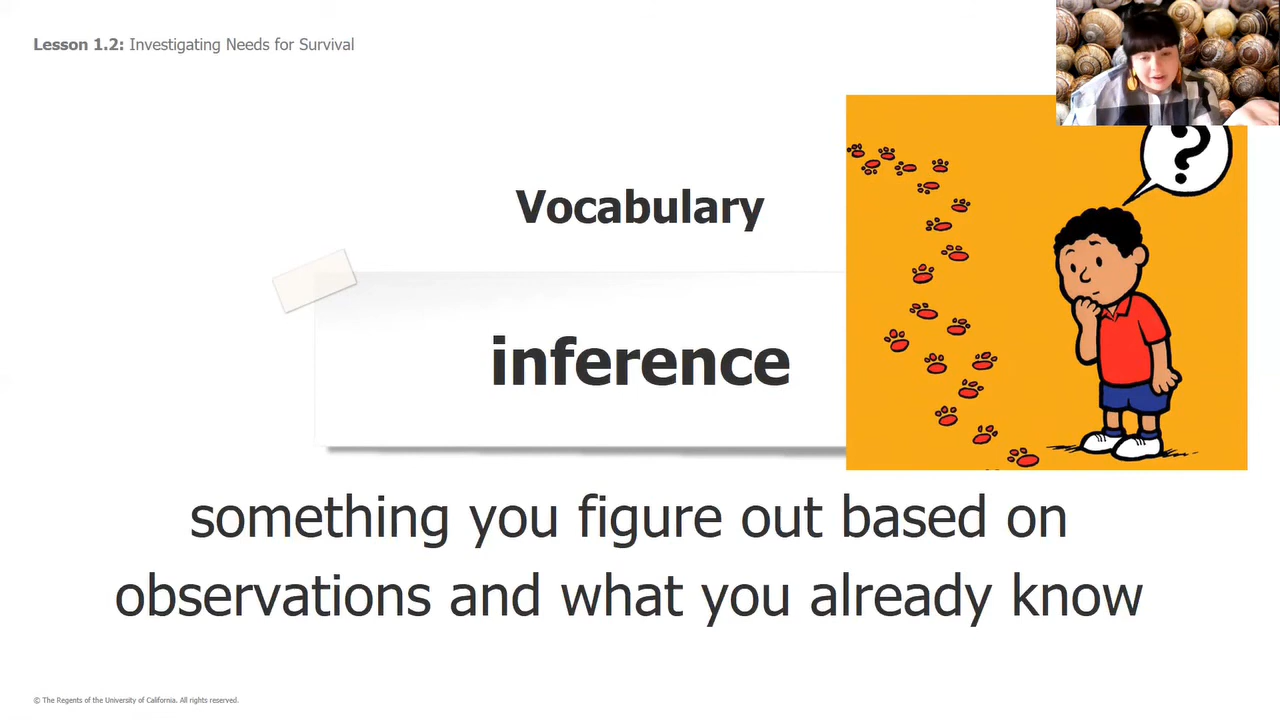 Lesson 1.2: Investigating Needs for Survival
?
Vocabulary
inference
something you figure out based on
observations and what you already know
© The Regents of the University of California. All rights reserved.